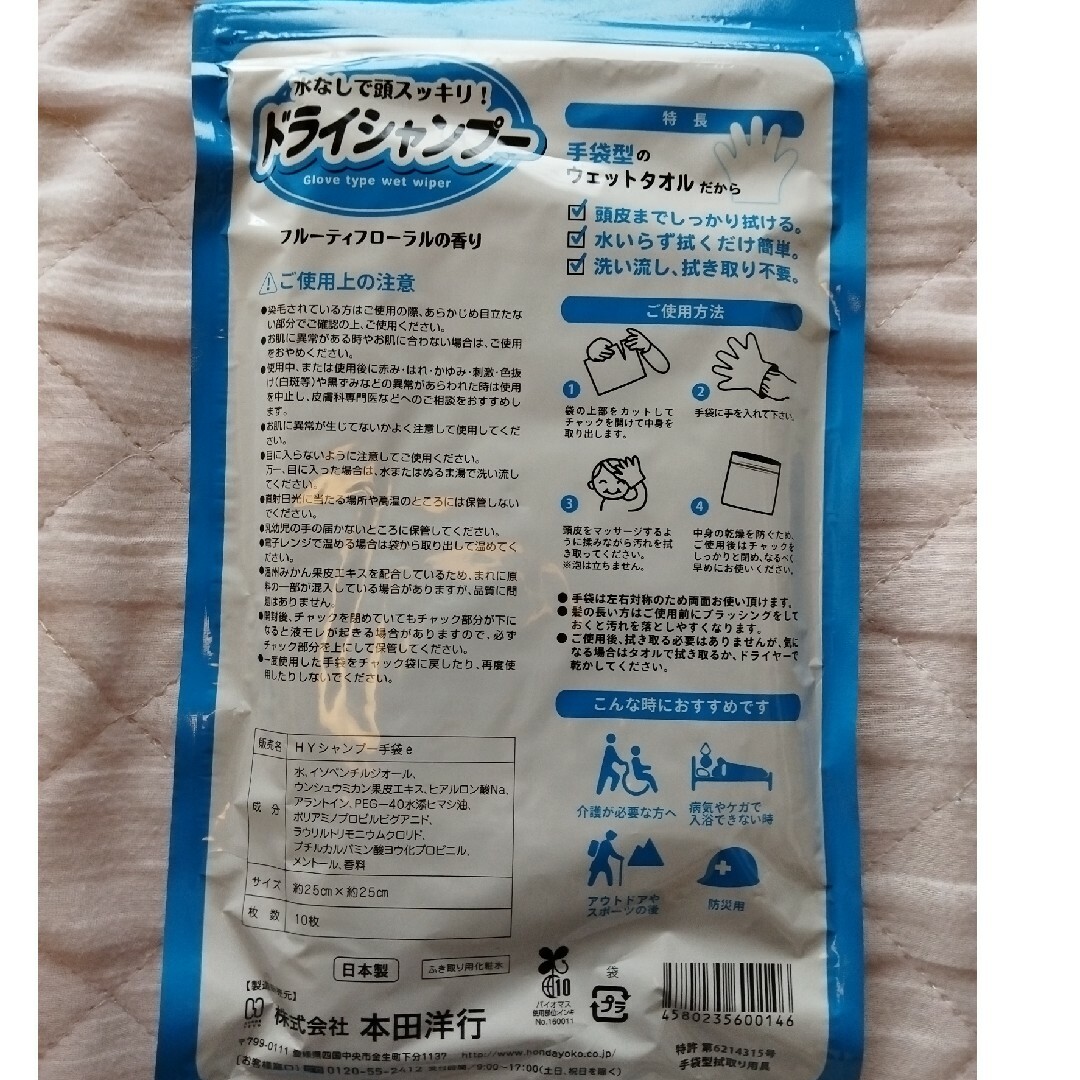 水なしで頭スッキリ！
ドライシャンプー
Glove type wet wiper
フルーティフローラルの香り
ご使用上の注意
●染毛されている方はご使用の際、あらかじめ目立たな
い部分でご確認の上、ご使用ください。
●お肌に異常がある時やお肌に合わない場合は、ご使用
をおやめください。
●使用中、または使用後に赤み・はれ・かゆみ・刺激・色抜
け(白斑等)や黒ずみなどの異常があらわれた時は使用
を中止し、皮膚科専門医などへのご相談をおすすめし
ます。
●お肌に異常が生じてないかよく注意して使用してくだ
さい。
●目に入らないように注意してご使用ください。
万一、目に入った場合は、水またはぬるま湯で洗い流し
てください。
●直射日光に当たる場所や高温のところには保管しない
でください。
●乳幼児の手の届かないところに保管してください。
●電子レンジで温める場合は袋から取り出して温めてく
ださい。
●温州みかん果皮エキスを配合しているため、まれに原
料の一部が混入している場合がありますが、品質に問
題はありません。
●開封後、チャックを閉めていてもチャック部分が下に
なると液モレが起きる場合がありますので、必ず
チャック部分を上にして保管してください。
●一度使用した手袋をチャック袋に戻したり、再度使
用したりしないでください。
販売名 HYシャンプー手袋e
成分 水、イソペンチルジオール、
ウンシュウミカン果皮エキス、ヒアルロン酸Na、
アラントイン、PEG-40水添ヒマシ油、
ポリアミノプロピルビグアニド、
ラウリルトリモニウムクロリド、
ブチルカルバミン酸ヨウ化プロピニル、
メントール、香料
サイズ 約25cm×約25cm
枚数 10枚
日本製
ふき取り用化粧水
特長
手袋型の
ウェットタオルだから
頭皮までしっかり拭ける。
水いらず拭くだけ簡単。
洗い流し、拭き取り不要。
ご使用方法
1
袋の上部をカットして
チャックを開けて中身を
取り出します。
2
手袋に手を入れて下さい。
3
頭皮をマッサージするよ
うに揉みながら汚れを拭
き取ってください。
※泡は立ちません。
4
中身の乾燥を防ぐため、
ご使用後はチャックを
しっかりと閉め、なるべく
早めにお使いください。
●手袋は左右対称のため両面お使い頂けます。
●髪の長い方はご使用前にブラッシングをして
おくと汚れを落としやすくなります。
●ご使用後、拭き取る必要はありませんが、気に
なる場合はタオルで拭き取るか、ドライヤーで
乾かしてください。
こんな時におすすめです
介護が必要な方へ
病気やケガで
入浴できない時
アウトドアや
スポーツの後
防災用
10
バイオマス
使用部位:インキ
No.160011
袋
プラ
4580235600146
特許 第6214315号
手袋型拭取り用具
株式会社 本田洋行
〒799-0111 愛媛県四国中央市金生町下分1137 http://www.hondayoko.co.jp/
0120-55-2412 受付時間／9:00～17:00(土日、祝日を除く)